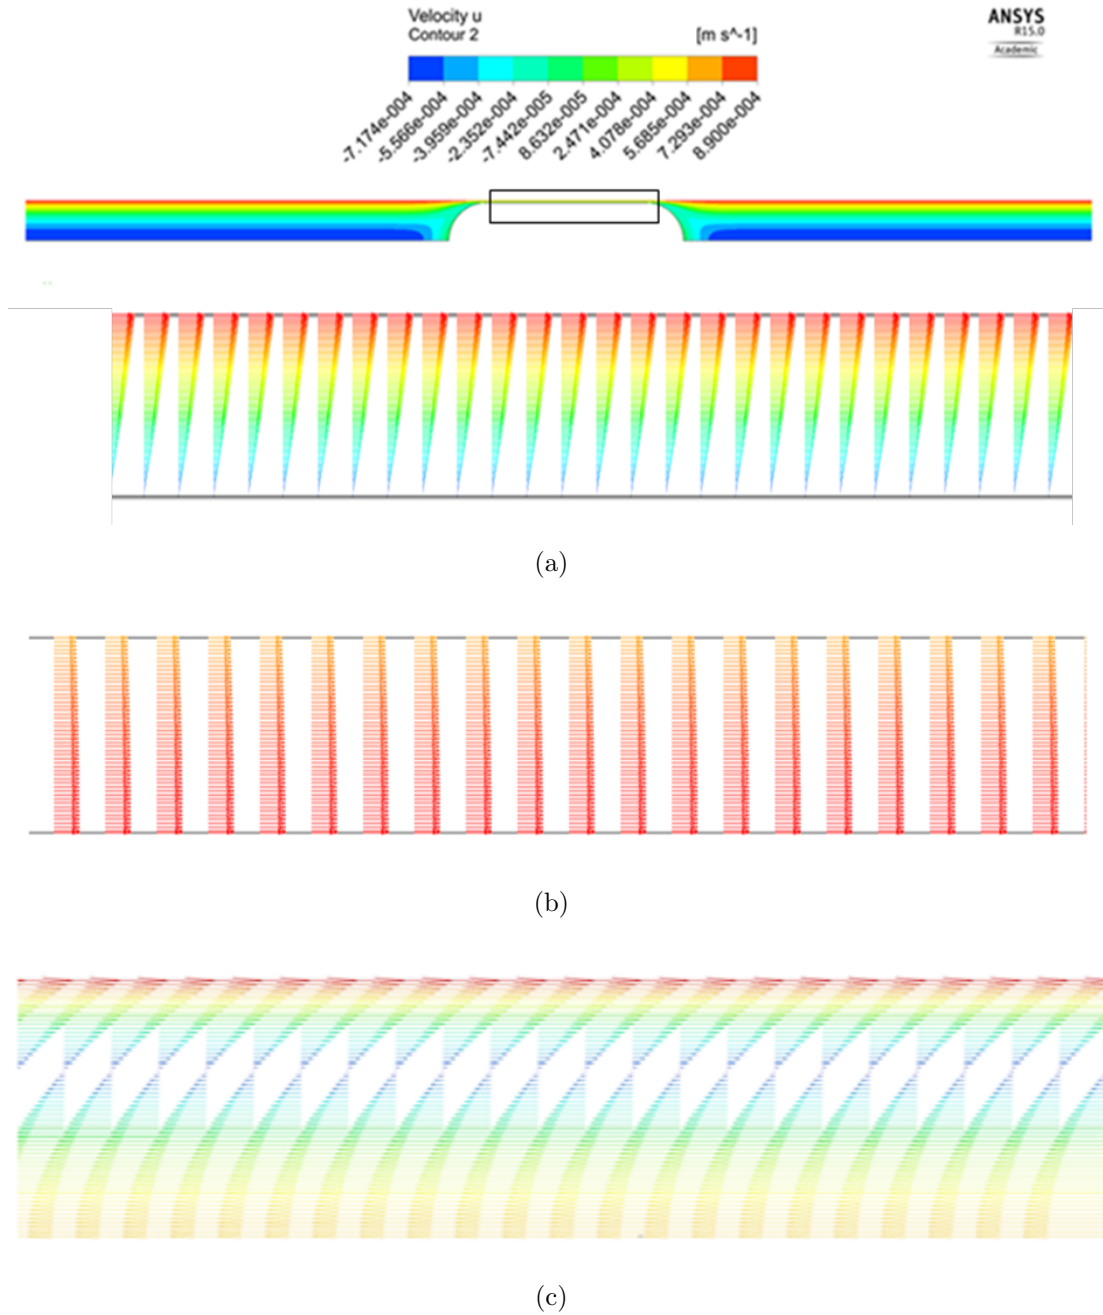 Velocity u
Contour 2
[m s^-1]
ANSYS
R15.0
Academic
-7.174e-004
-5.566e-004
-3.959e-004
-2.352e-004
-7.442e-005
8.632e-005
2.471e-004
4.078e-004
5.685e-004
7.293e-004
8.900e-004
(a)
(b)
(c)